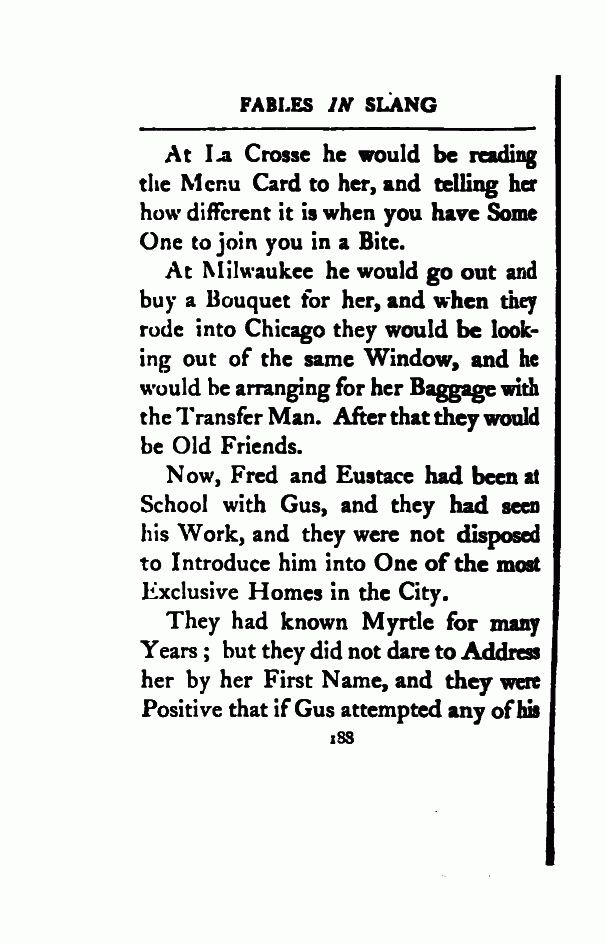 FABLES IN SLANG
At La Crosse he would be reading
the Menu Card to her, and telling her
how different it is when you have Some
One to join you in a Bite.
At Milwaukee he would go out and
buy a Bouquet for her, and when they
rode into Chicago they would be look-
ing out of the same Window, and he
would be arranging for her Baggage with
the Transfer Man. After that they would
be Old Friends.
Now, Fred and Eustace had been at
School with Gus, and they had seen
his Work, and they were not disposed
to Introduce him into One of the most
Exclusive Homes in the City.
They had known Myrtle for many
Years ; but they did not dare to Address
her by her First Name, and they were
Positive that if Gus attempted any of his
188